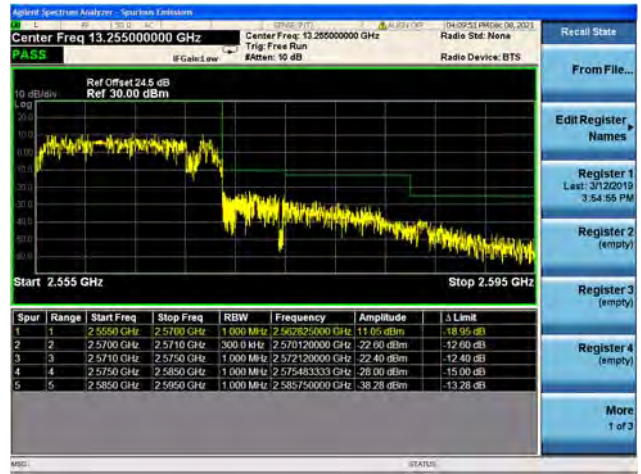 Agilent Spectrum Analyzer - Spurious Emissions
RF 50 Ω AC SENSE:PULSE ALIGN OFF 04:09:51 PM Dec 08, 2021
Center Freq 13.255000000 GHz
Center Freq: 13.255000000 GHz
Radio Std: None
Trig: Free Run
PASS
IFGain:Low
#Atten: 10 dB
Radio Device: BTS
Ref Offset 24.5 dB
10 dB/div Ref 30.00 dBm
Log
20.0
10.0
0.00
Start 2.555 GHz
Stop 2.595 GHz
Spur Range Start Freq Stop Freq RBW Frequency Amplitude Δ Limit
1 1 2.5550 GHz 2.5700 GHz 1.000 MHz 2.562825000 GHz 11.05 dBm -18.95 dB
2 2 2.5700 GHz 2.5710 GHz 300.0 kHz 2.570120000 GHz -22.60 dBm -12.60 dB
3 3 2.5710 GHz 2.5750 GHz 1.000 MHz 2.572120000 GHz -22.40 dBm -12.40 dB
4 4 2.5750 GHz 2.5850 GHz 1.000 MHz 2.575483333 GHz -28.00 dBm -15.00 dB
5 5 2.5850 GHz 2.5950 GHz 1.000 MHz 2.585750000 GHz -38.28 dBm -13.28 dB
MSG
STATUS
Recall State
From File...
Edit Register
Names
Register 1
Last: 3/12/2019
3:54:55 PM
Register 2
(empty)
Register 3
(empty)
Register 4
(empty)
More
1 of 3